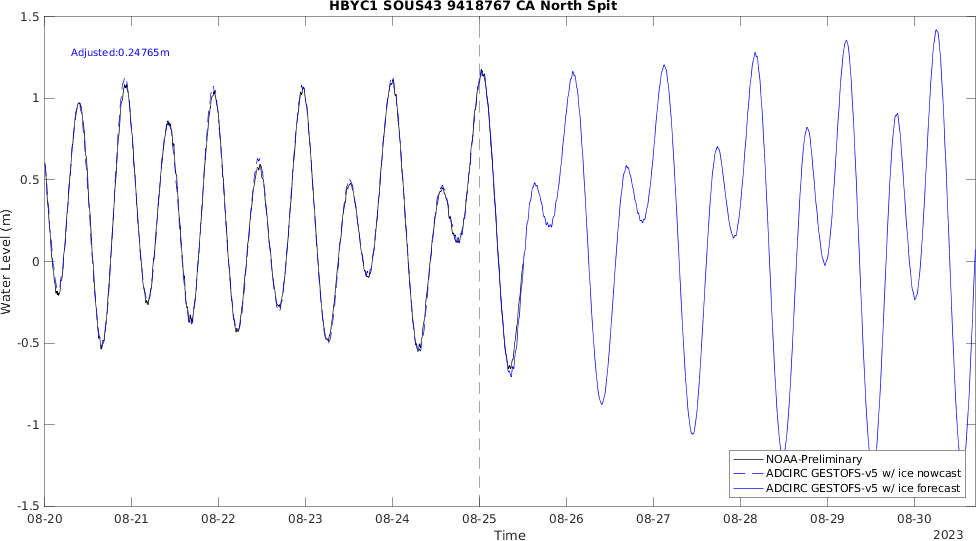 HBYC1 SOUS43 9418767 CA North Spit
Adjusted:0.24765m
1.5
1
0.5
0
-0.5
-1
-1.5
Water Level (m)
NOAA-Preliminary
ADCIRC GESTOFS-v5 w/ ice nowcast
ADCIRC GESTOFS-v5 w/ ice forecast
08-20 08-21 08-22 08-23 08-24 08-25 08-26 08-27 08-28 08-29 08-30
Time
2023